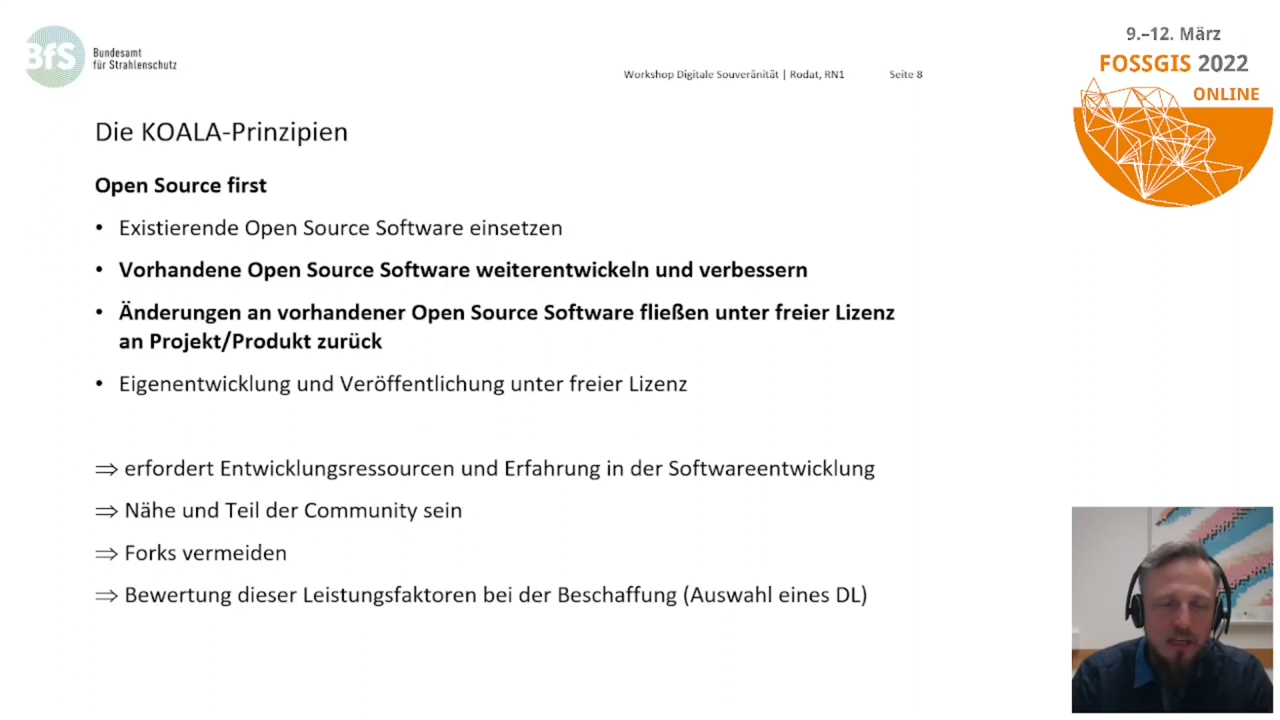 BfS
Bundesamt
für Strahlenschutz
Workshop Digitale Souveränität | Rodat, RN1
Seite 8
9.–12. März
FOSSGIS 2022
ONLINE
Die KOALA-Prinzipien
Open Source first
• Existierende Open Source Software einsetzen
• Vorhandene Open Source Software weiterentwickeln und verbessern
• Änderungen an vorhandener Open Source Software fließen unter freier Lizenz
an Projekt/Produkt zurück
• Eigenentwicklung und Veröffentlichung unter freier Lizenz
⇒ erfordert Entwicklungsressourcen und Erfahrung in der Softwareentwicklung
⇒ Nähe und Teil der Community sein
⇒ Forks vermeiden
⇒ Bewertung dieser Leistungsfaktoren bei der Beschaffung (Auswahl eines DL)